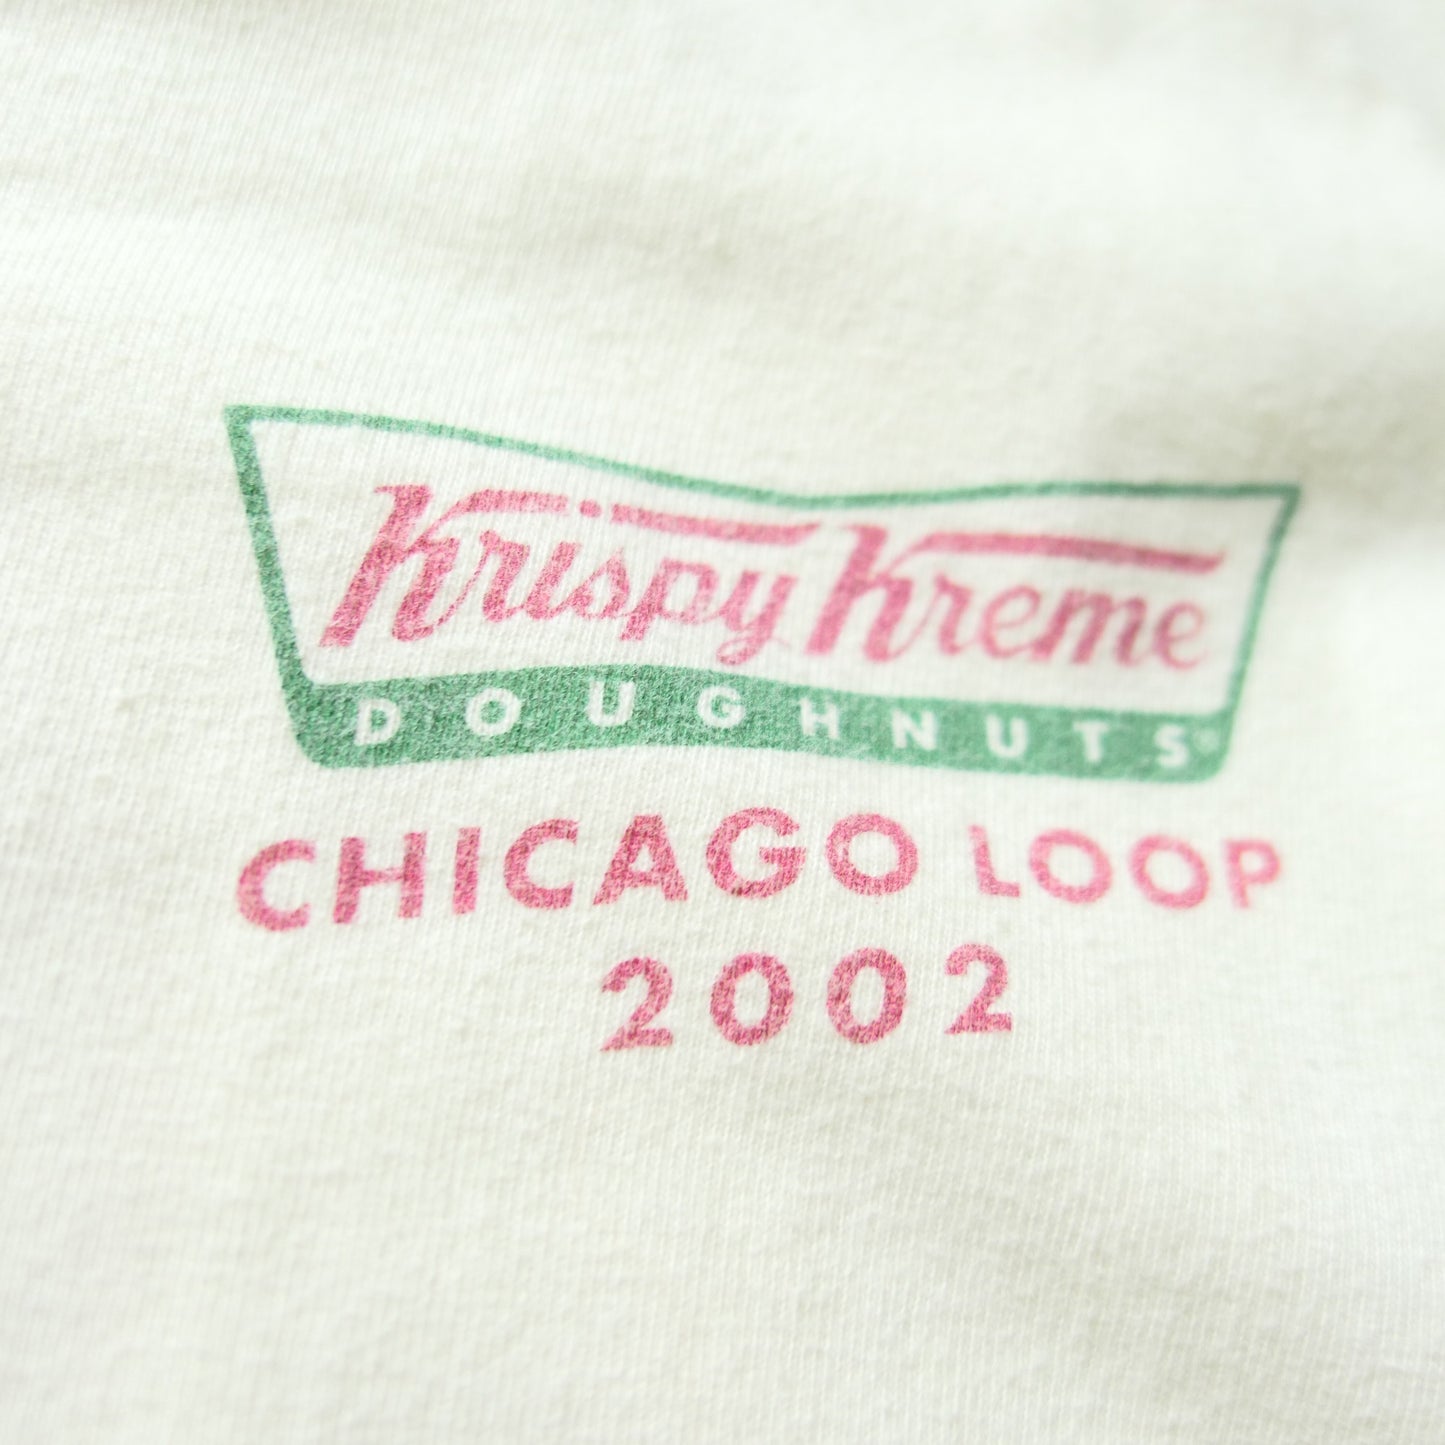 Krispy Kreme
DOUGHNUTS®
CHICAGO LOOP
2002